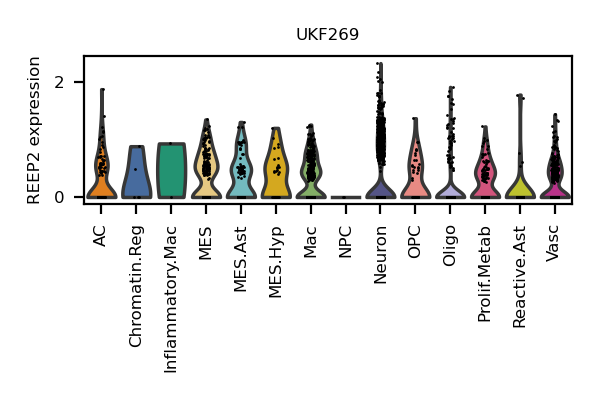 UKF269
REEP2 expression
2
0
AC
Chromatin.Reg
Inflammatory.Mac
MES
MES.Ast
MES.Hyp
Mac
NPC
Neuron
OPC
Oligo
Prolif.Metab
Reactive.Ast
Vasc